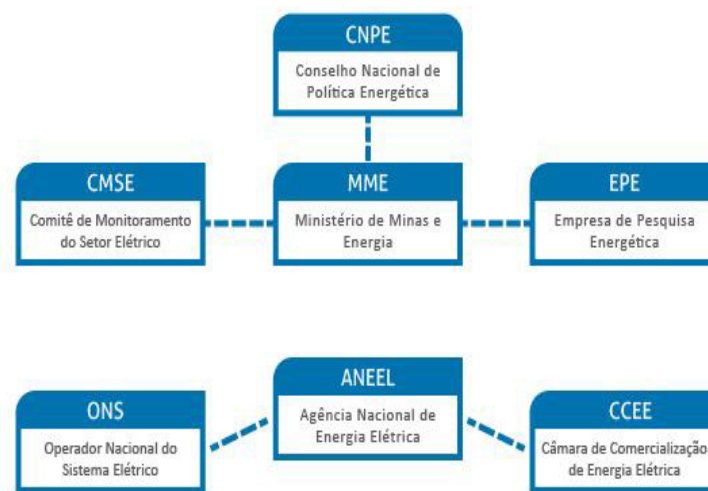 CNPE
Conselho Nacional de
Política Energética
CMSE
Comitê de Monitoramento
do Setor Elétrico
MME
Ministério de Minas e
Energia
EPE
Empresa de Pesquisa
Energética
ONS
Operador Nacional do
Sistema Elétrico
ANEEL
Agência Nacional de
Energia Elétrica
CCEE
Câmara de Comercialização
de Energia Elétrica